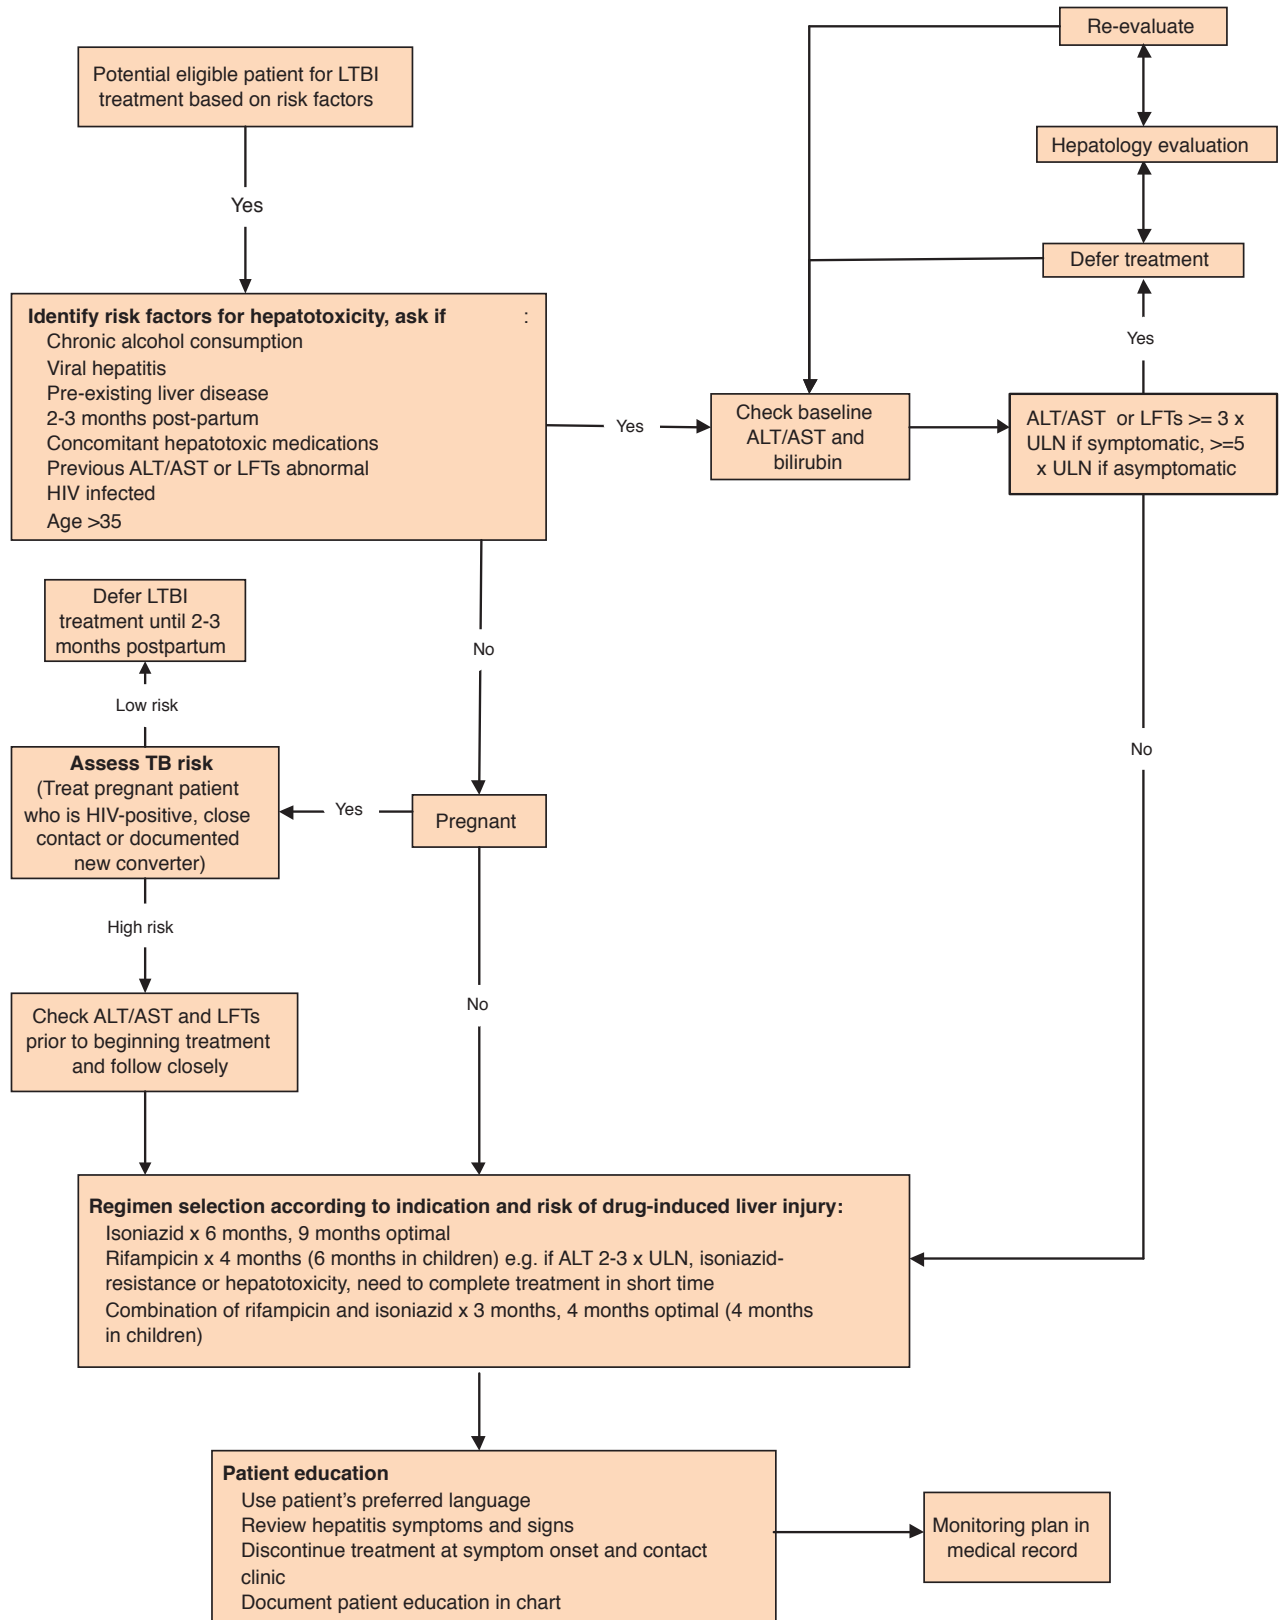 Re-evaluate
Potential eligible patient for LTBI
treatment based on risk factors
Hepatology evaluation
Yes
Defer treatment
Identify risk factors for hepatotoxicity, ask if :
Chronic alcohol consumption
Viral hepatitis
Pre-existing liver disease
2-3 months post-partum
Concomitant hepatotoxic medications
Previous ALT/AST or LFTs abnormal
HIV infected
Age >35
Yes
Yes
Check baseline
ALT/AST and
bilirubin
ALT/AST or LFTs >= 3 x
ULN if symptomatic, >=5
x ULN if asymptomatic
Defer LTBI
treatment until 2-3
months postpartum
No
Low risk
No
Assess TB risk
(Treat pregnant patient
who is HIV-positive, close
contact or documented
new converter)
Yes
Pregnant
High risk
No
Check ALT/AST and LFTs
prior to beginning treatment
and follow closely
Regimen selection according to indication and risk of drug-induced liver injury:
Isoniazid x 6 months, 9 months optimal
Rifampicin x 4 months (6 months in children) e.g. if ALT 2-3 x ULN, isoniazid-
resistance or hepatotoxicity, need to complete treatment in short time
Combination of rifampicin and isoniazid x 3 months, 4 months optimal (4 months
in children)
Patient education
Use patient's preferred language
Review hepatitis symptoms and signs
Discontinue treatment at symptom onset and contact
clinic
Document patient education in chart
Monitoring plan in
medical record